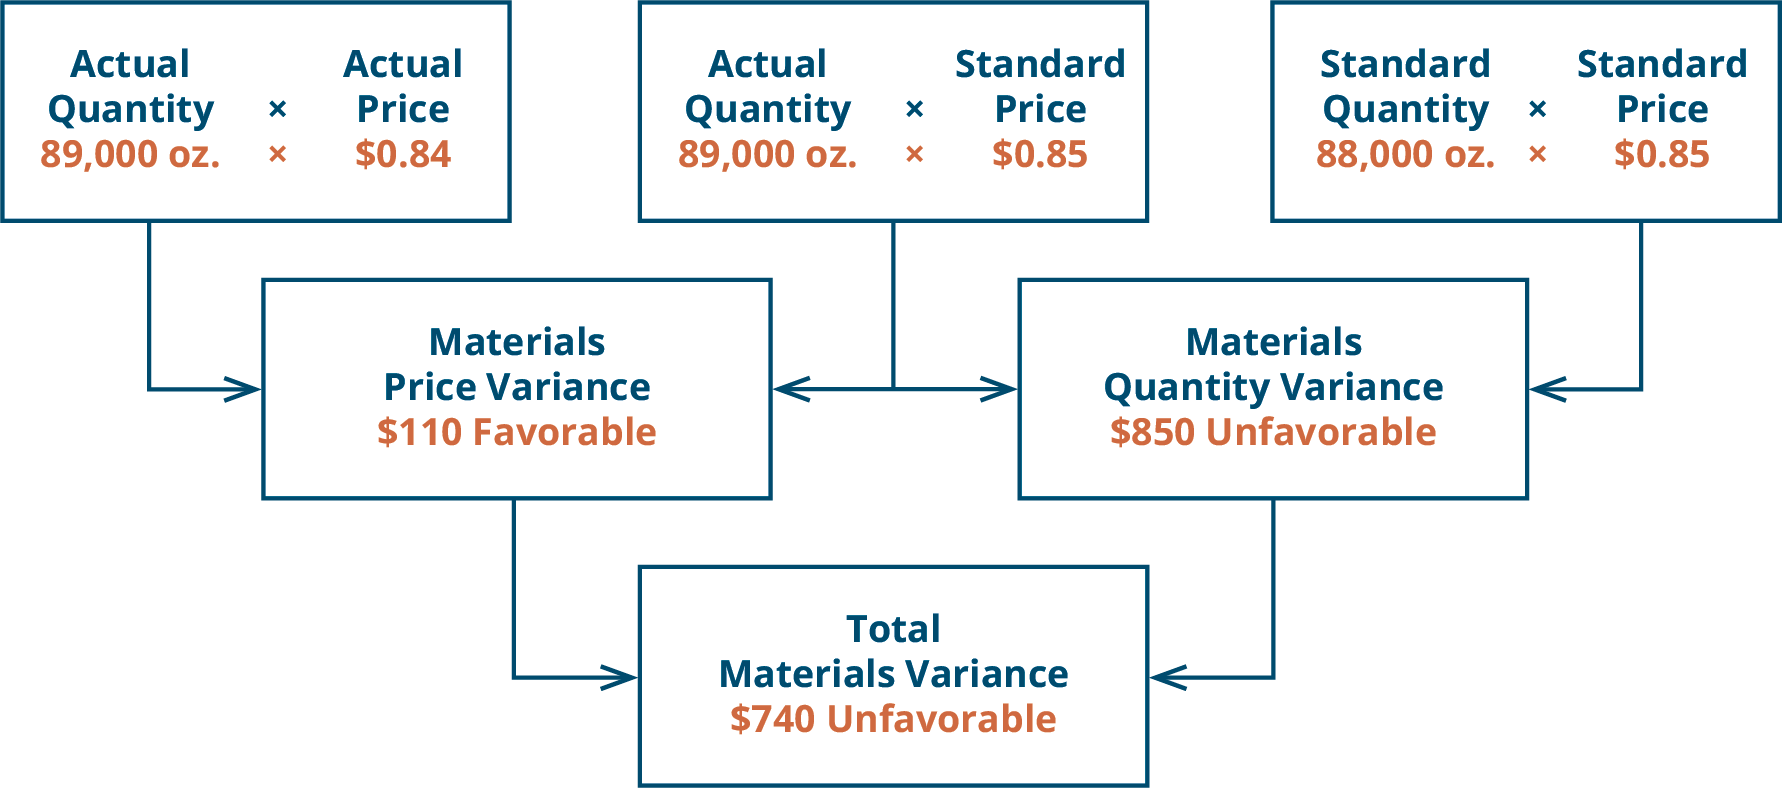 Actual Actual
Quantity × Price
89,000 oz. × $0.84
Actual Standard
Quantity × Price
89,000 oz. × $0.85
Standard Standard
Quantity × Price
88,000 oz. × $0.85
Materials
Price Variance
$110 Favorable
Materials
Quantity Variance
$850 Unfavorable
Total
Materials Variance
$740 Unfavorable